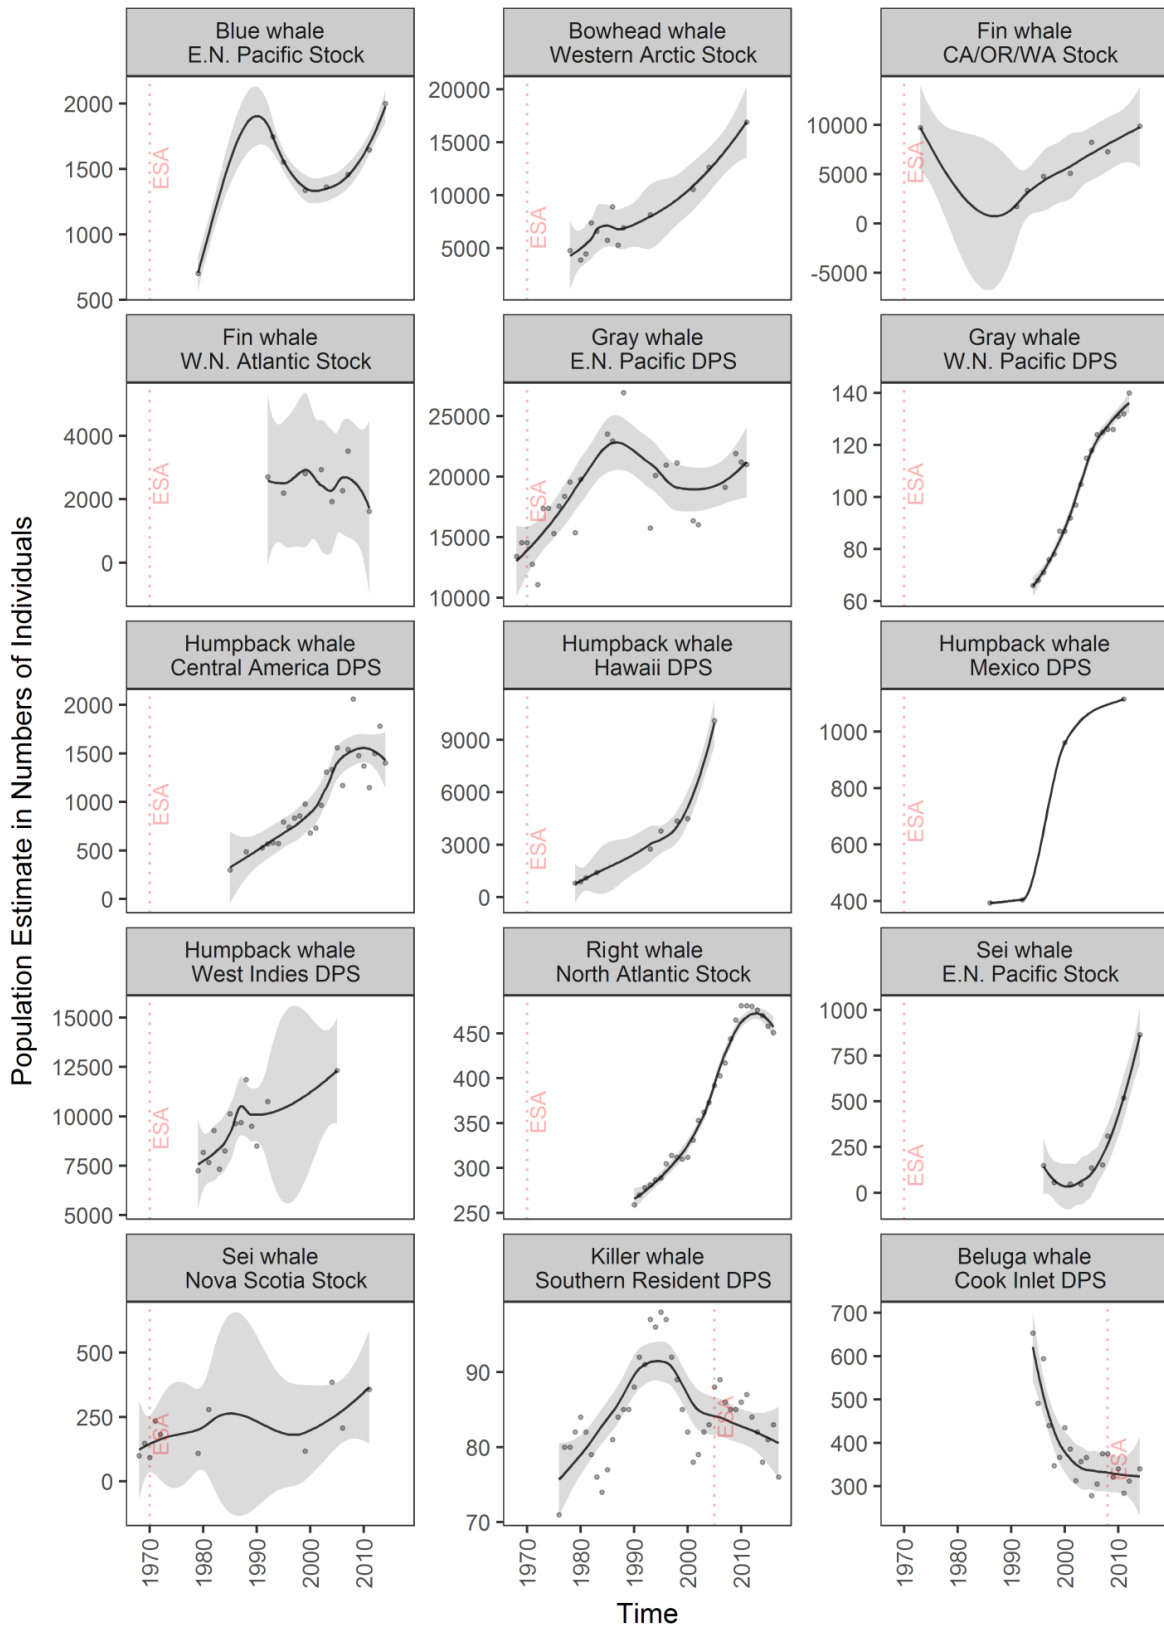 Population Estimate in Numbers of Individuals
Blue whale
E.N. Pacific Stock
2000
1500
1000
500
ESA
Bowhead whale
Western Arctic Stock
20000
15000
10000
5000
ESA
Fin whale
CA/OR/WA Stock
10000
5000
0
-5000
ESA
Fin whale
W.N. Atlantic Stock
4000
2000
0
ESA
Gray whale
E.N. Pacific DPS
25000
20000
15000
10000
ESA
Gray whale
W.N. Pacific DPS
140
120
100
80
60
ESA
Humpback whale
Central America DPS
2000
1500
1000
500
0
ESA
Humpback whale
Hawaii DPS
9000
6000
3000
0
ESA
Humpback whale
Mexico DPS
1000
800
600
400
ESA
Humpback whale
West Indies DPS
15000
12500
10000
7500
5000
ESA
Right whale
North Atlantic Stock
450
400
350
300
250
ESA
Sei whale
E.N. Pacific Stock
1000
750
500
250
0
ESA
Sei whale
Nova Scotia Stock
500
250
0
ESA
Killer whale
Southern Resident DPS
90
80
70
ESA
Beluga whale
Cook Inlet DPS
700
600
500
400
300
ESA
1970 1980 1990 2000 2010
1970 1980 1990 2000 2010
1970 1980 1990 2000 2010
Time